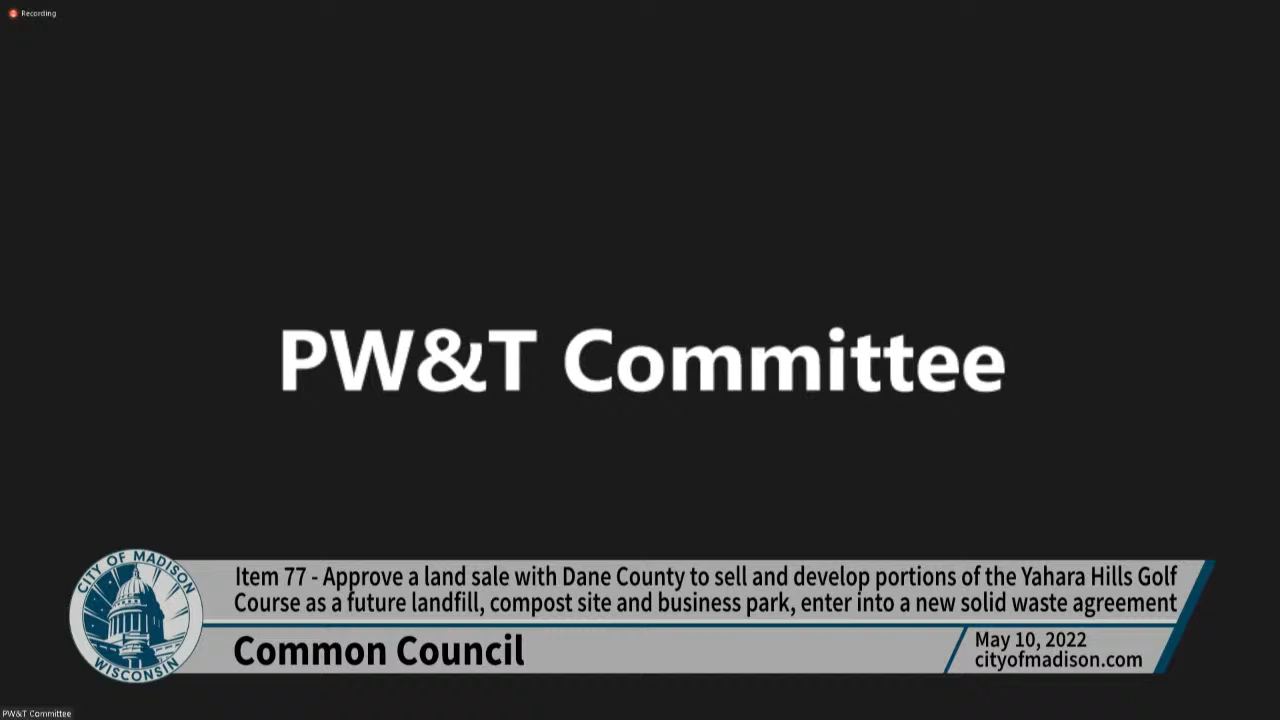 Recording
PW&T Committee
Item 77 - Approve a land sale with Dane County to sell and develop portions of the Yahara Hills Golf
Course as a future landfill, compost site and business park, enter into a new solid waste agreement
CITY OF MADISON
WISCONSIN
Common Council
May 10, 2022
cityofmadison.com
PW&T Committee